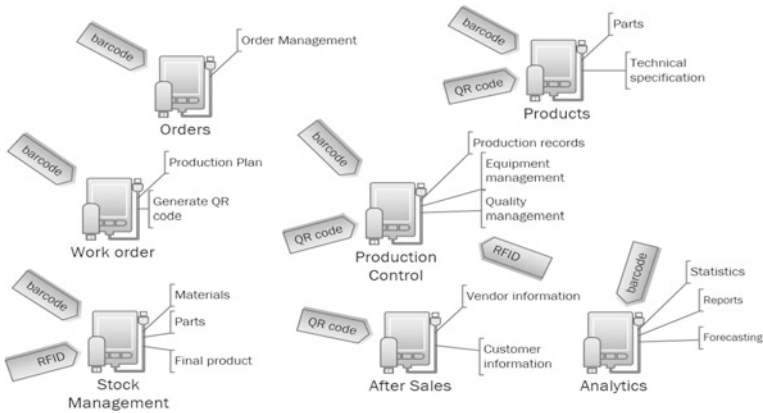 barcode
Order Management
Orders
barcode
QR code
Parts
Technical
specification
Products
barcode
Production Plan
Generate QR
code
Work order
barcode
QR code
RFID
Production records
Equipment
management
Quality
management
Production
Control
barcode
RFID
Materials
Parts
Final product
Stock
Management
QR code
Vendor information
Customer
information
After Sales
barcode
Statistics
Reports
Forecasting
Analytics